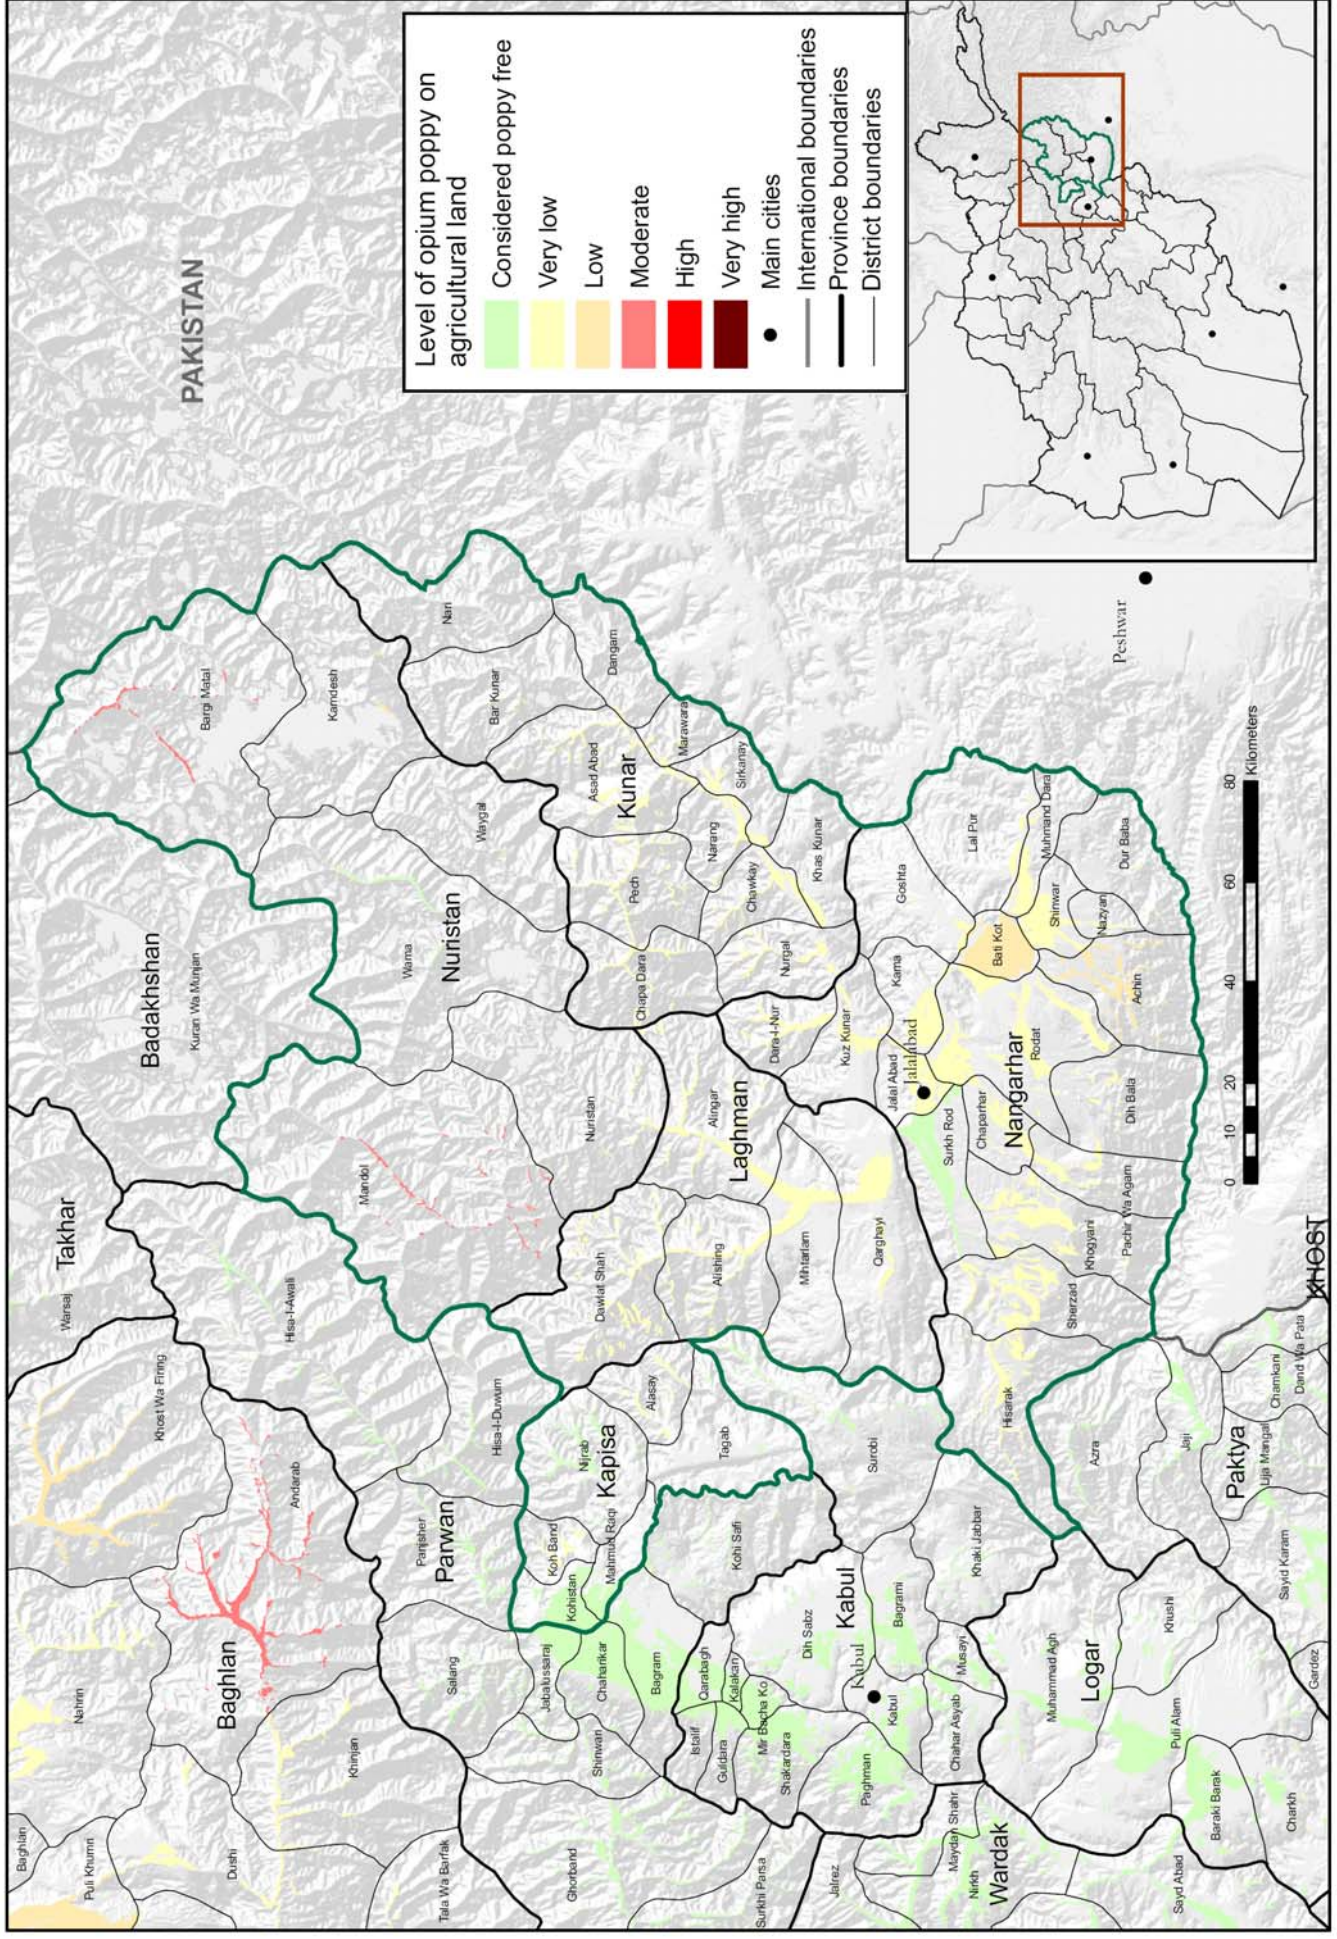 PAKISTAN
Level of opium poppy on
agricultural land
Considered poppy free
Very low
Low
Moderate
High
Very high
Main cities
International boundaries
Province boundaries
District boundaries
Badakhshan
Kuran Wa Munjan
Takhar
Warsaj
Khost Wa Firing
Baghlan
Andarab
Nahrin
Baghlan
Puli Khumri
Dushi
Khinjan
Tala Wa Barfak
Bargi Matal
Kamdesh
Nuristan
Wama
Waygal
Mandol
Nuristan
Nari
Bar Kunar
Dangam
Kunar
Asad Abad
Marawara
Sirkanay
Narang
Pech
Chawkay
Khas Kunar
Chapa Dara
Nurgal
Hisa-I-Awali
Hisa-I-Duwum
Parwan
Panjsher
Salang
Jabalussaraj
Chaharikar
Bagram
Shinwari
Ghorband
Surkhi Parsa
Kohi Safi
Kapisa
Nijrab
Alasay
Tagab
Koh Band
Kohistan
Mahmud Raqi
Laghman
Dawlat Shah
Alishing
Alingar
Mihtarlam
Qarghayi
Nangarhar
Dara-I-Nur
Kuz Kunar
Kama
Goshta
Lal Pur
Muhmand Dara
Dur Baba
Shinwar
Nazyan
Bati Kot
Achin
Rodat
Jalal Abad
Jalalabad
Surkh Rod
Chaparhar
Dih Bala
Pachir Wa Agam
Khogyani
Sherzad
Hisarak
Kabul
Surobi
Khaki Jabbar
Bagrami
Dih Sabz
Qarabagh
Kalakan
Mir Bacha Ko
Istalif
Guldara
Shakardara
Paghman
Kabul
Kabul
Musayi
Chahar Asyab
Logar
Azra
Muhammad Agh
Khushi
Puli Alam
Baraki Barak
Charkh
Wardak
Maydan Shahr
Jalrez
Nirkh
Sayd Abad
Paktya
Jaji
Chamkani
Dand Wa Pata
Lija Mangal
Sayid Karam
Gardez
KHOST
Peshwar
0 10 20 40 60 80
Kilometers